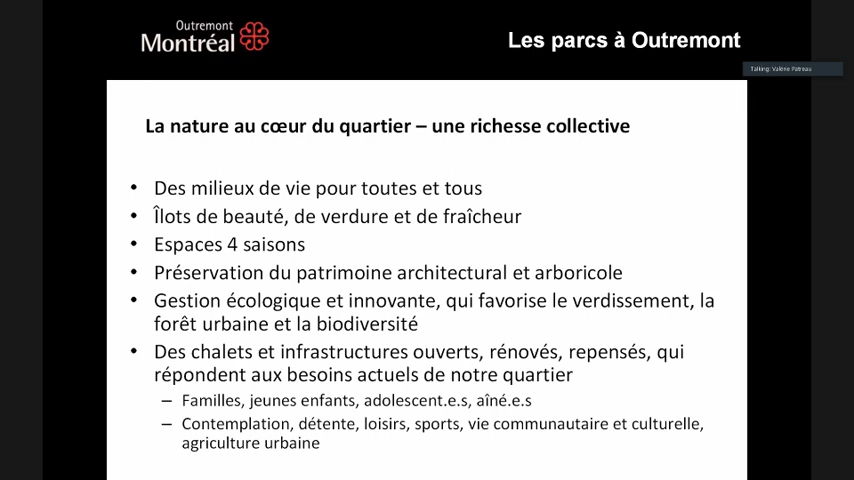 Outremont
Montréal
Les parcs à Outremont
Talking: Valérie Patreau
La nature au cœur du quartier – une richesse collective
• Des milieux de vie pour toutes et tous
• Îlots de beauté, de verdure et de fraîcheur
• Espaces 4 saisons
• Préservation du patrimoine architectural et arboricole
• Gestion écologique et innovante, qui favorise le verdissement, la
forêt urbaine et la biodiversité
• Des chalets et infrastructures ouverts, rénovés, repensés, qui
répondent aux besoins actuels de notre quartier
– Familles, jeunes enfants, adolescent.e.s, aîné.e.s
– Contemplation, détente, loisirs, sports, vie communautaire et culturelle,
agriculture urbaine